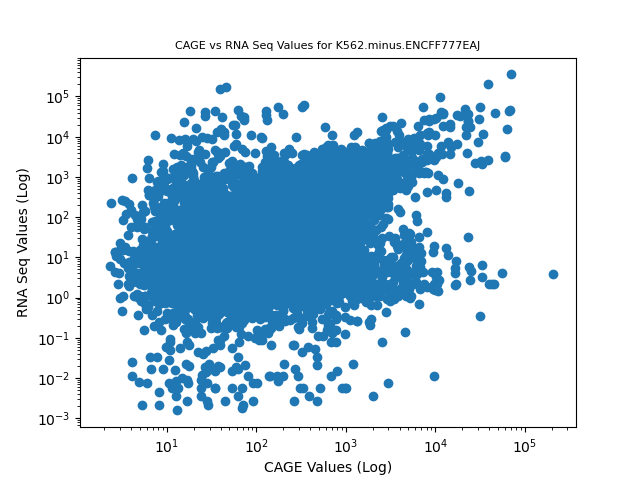 CAGE vs RNA Seq Values for K562.minus.ENCFF777EAJ
RNA Seq Values (Log)
10⁵
10⁴
10³
10²
10¹
10⁰
10⁻¹
10⁻²
10⁻³
10¹ 10² 10³ 10⁴ 10⁵
CAGE Values (Log)